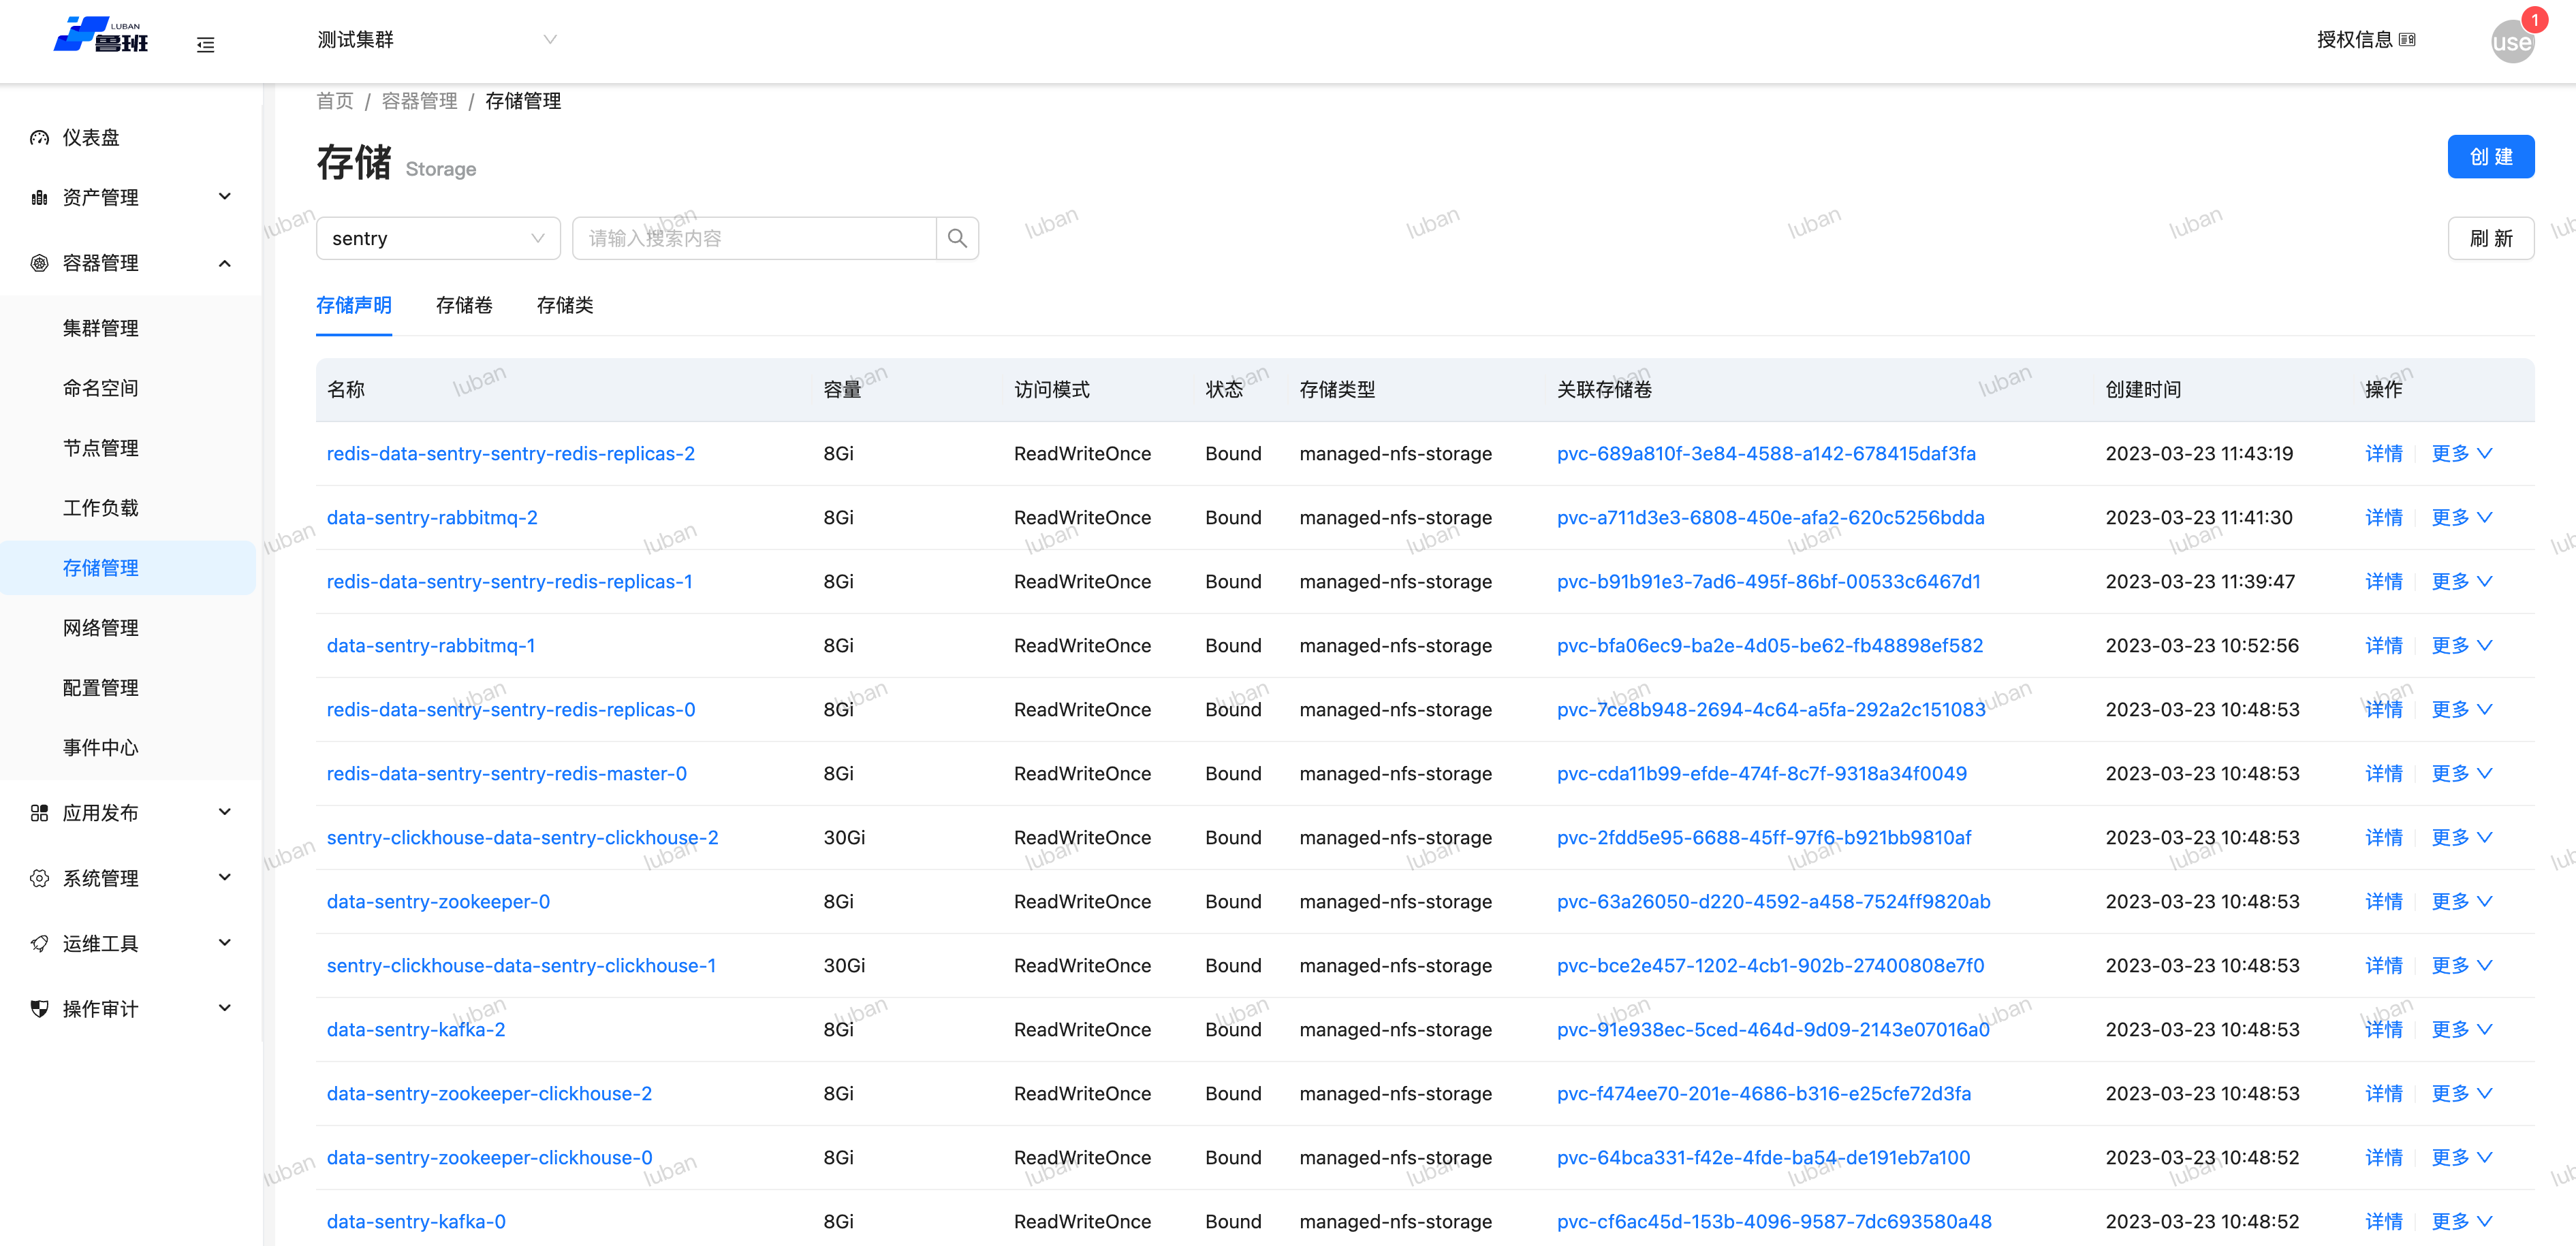 LUBAN
鲁班
测试集群
授权信息
use
1
仪表盘
资产管理
容器管理
集群管理
命名空间
节点管理
工作负载
存储管理
网络管理
配置管理
事件中心
应用发布
系统管理
运维工具
操作审计
首页 / 容器管理 / 存储管理
存储 Storage
创 建
sentry
请输入搜索内容
刷 新
存储声明 存储卷 存储类
名称 容量 访问模式 状态 存储类型 关联存储卷 创建时间 操作
redis-data-sentry-sentry-redis-replicas-2 8Gi ReadWriteOnce Bound managed-nfs-storage pvc-689a810f-3e84-4588-a142-678415daf3fa 2023-03-23 11:43:19 详情 更多
data-sentry-rabbitmq-2 8Gi ReadWriteOnce Bound managed-nfs-storage pvc-a711d3e3-6808-450e-afa2-620c5256bdda 2023-03-23 11:41:30 详情 更多
redis-data-sentry-sentry-redis-replicas-1 8Gi ReadWriteOnce Bound managed-nfs-storage pvc-b91b91e3-7ad6-495f-86bf-00533c6467d1 2023-03-23 11:39:47 详情 更多
data-sentry-rabbitmq-1 8Gi ReadWriteOnce Bound managed-nfs-storage pvc-bfa06ec9-ba2e-4d05-be62-fb48898ef582 2023-03-23 10:52:56 详情 更多
redis-data-sentry-sentry-redis-replicas-0 8Gi ReadWriteOnce Bound managed-nfs-storage pvc-7ce8b948-2694-4c64-a5fa-292a2c151083 2023-03-23 10:48:53 详情 更多
redis-data-sentry-sentry-redis-master-0 8Gi ReadWriteOnce Bound managed-nfs-storage pvc-cda11b99-efde-474f-8c7f-9318a34f0049 2023-03-23 10:48:53 详情 更多
sentry-clickhouse-data-sentry-clickhouse-2 30Gi ReadWriteOnce Bound managed-nfs-storage pvc-2fdd5e95-6688-45ff-97f6-b921bb9810af 2023-03-23 10:48:53 详情 更多
data-sentry-zookeeper-0 8Gi ReadWriteOnce Bound managed-nfs-storage pvc-63a26050-d220-4592-a458-7524ff9820ab 2023-03-23 10:48:53 详情 更多
sentry-clickhouse-data-sentry-clickhouse-1 30Gi ReadWriteOnce Bound managed-nfs-storage pvc-bce2e457-1202-4cb1-902b-27400808e7f0 2023-03-23 10:48:53 详情 更多
data-sentry-kafka-2 8Gi ReadWriteOnce Bound managed-nfs-storage pvc-91e938ec-5ced-464d-9d09-2143e07016a0 2023-03-23 10:48:53 详情 更多
data-sentry-zookeeper-clickhouse-2 8Gi ReadWriteOnce Bound managed-nfs-storage pvc-f474ee70-201e-4686-b316-e25cfe72d3fa 2023-03-23 10:48:53 详情 更多
data-sentry-zookeeper-clickhouse-0 8Gi ReadWriteOnce Bound managed-nfs-storage pvc-64bca331-f42e-4fde-ba54-de191eb7a100 2023-03-23 10:48:52 详情 更多
data-sentry-kafka-0 8Gi ReadWriteOnce Bound managed-nfs-storage pvc-cf6ac45d-153b-4096-9587-7dc693580a48 2023-03-23 10:48:52 详情 更多
luban